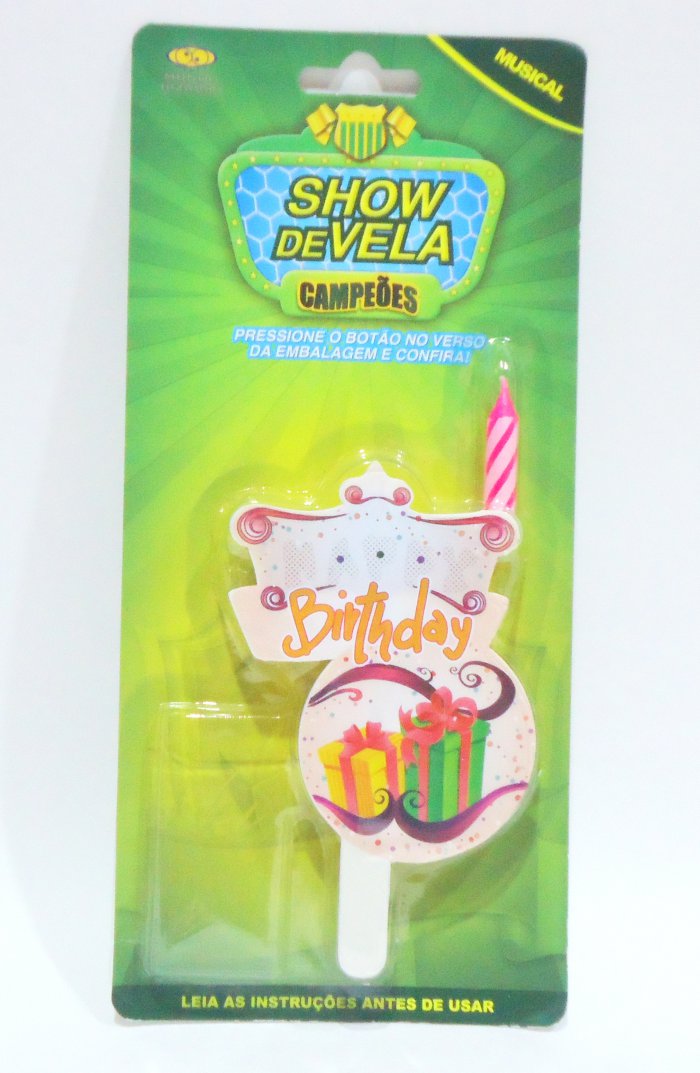 MUSICAL
SHOW
DE VELA
CAMPEÕES
PRESSIONE O BOTÃO NO VERSO
DA EMBALAGEM E CONFIRA!
HAPPY
Birthday
LEIA AS INSTRUÇÕES ANTES DE USAR